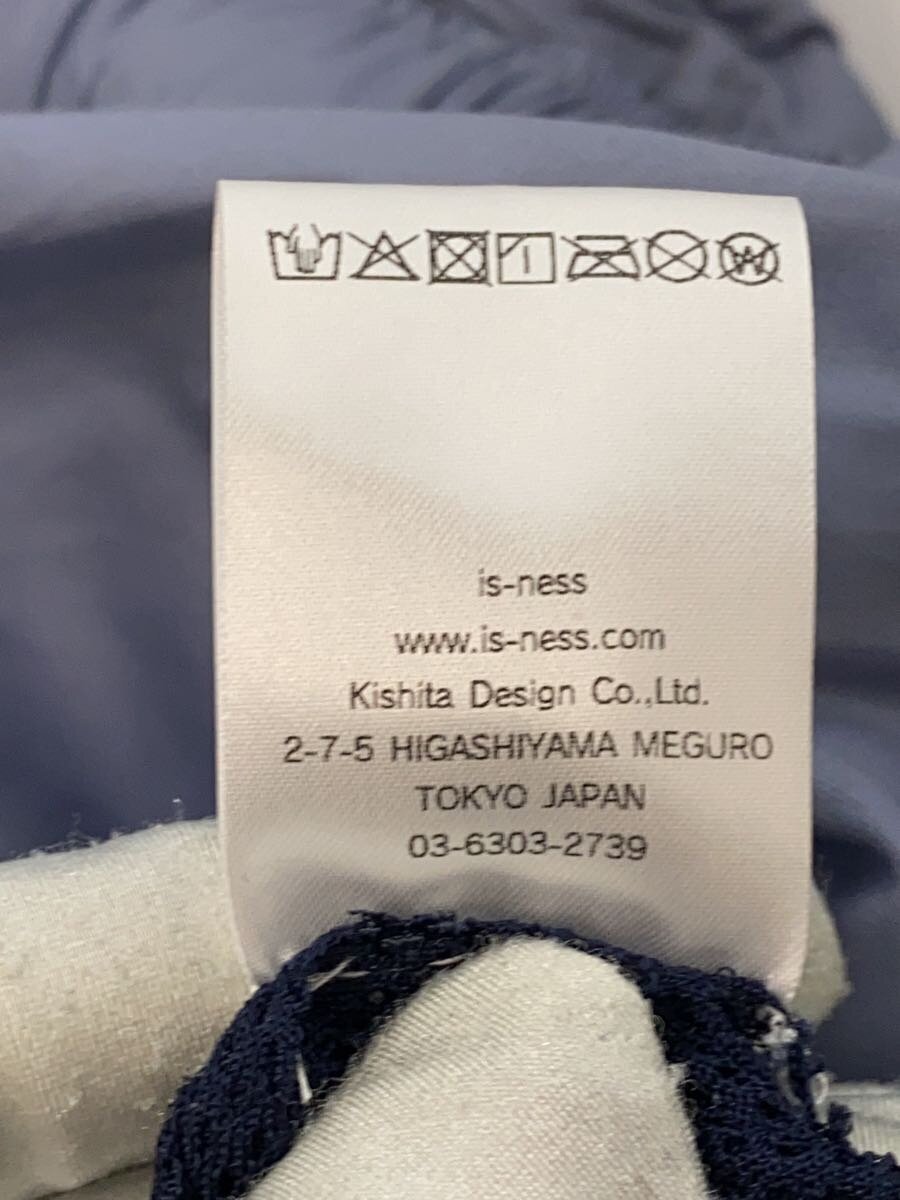 W
is-ness
www.is-ness.com
Kishita Design Co.,Ltd.
2-7-5 HIGASHIYAMA MEGURO
TOKYO JAPAN
03-6303-2739